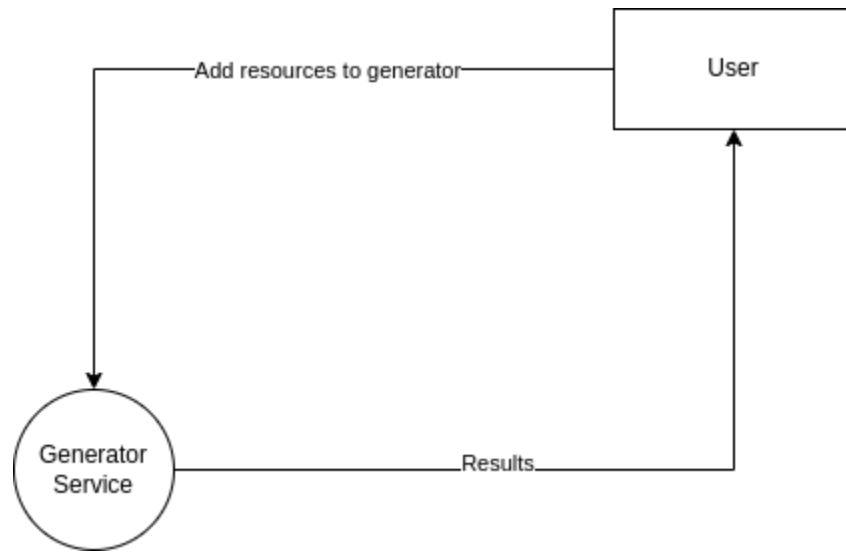 Add resources to generator
User
Generator
Service
Results